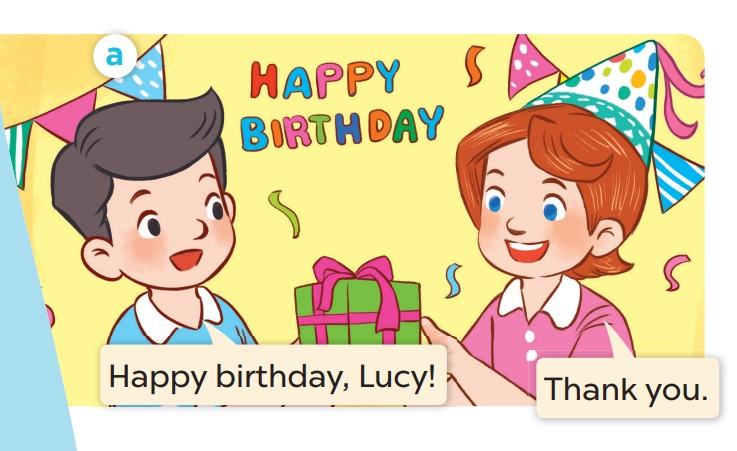 a
HAPPY
BIRTHDAY
Happy birthday, Lucy!
Thank you.